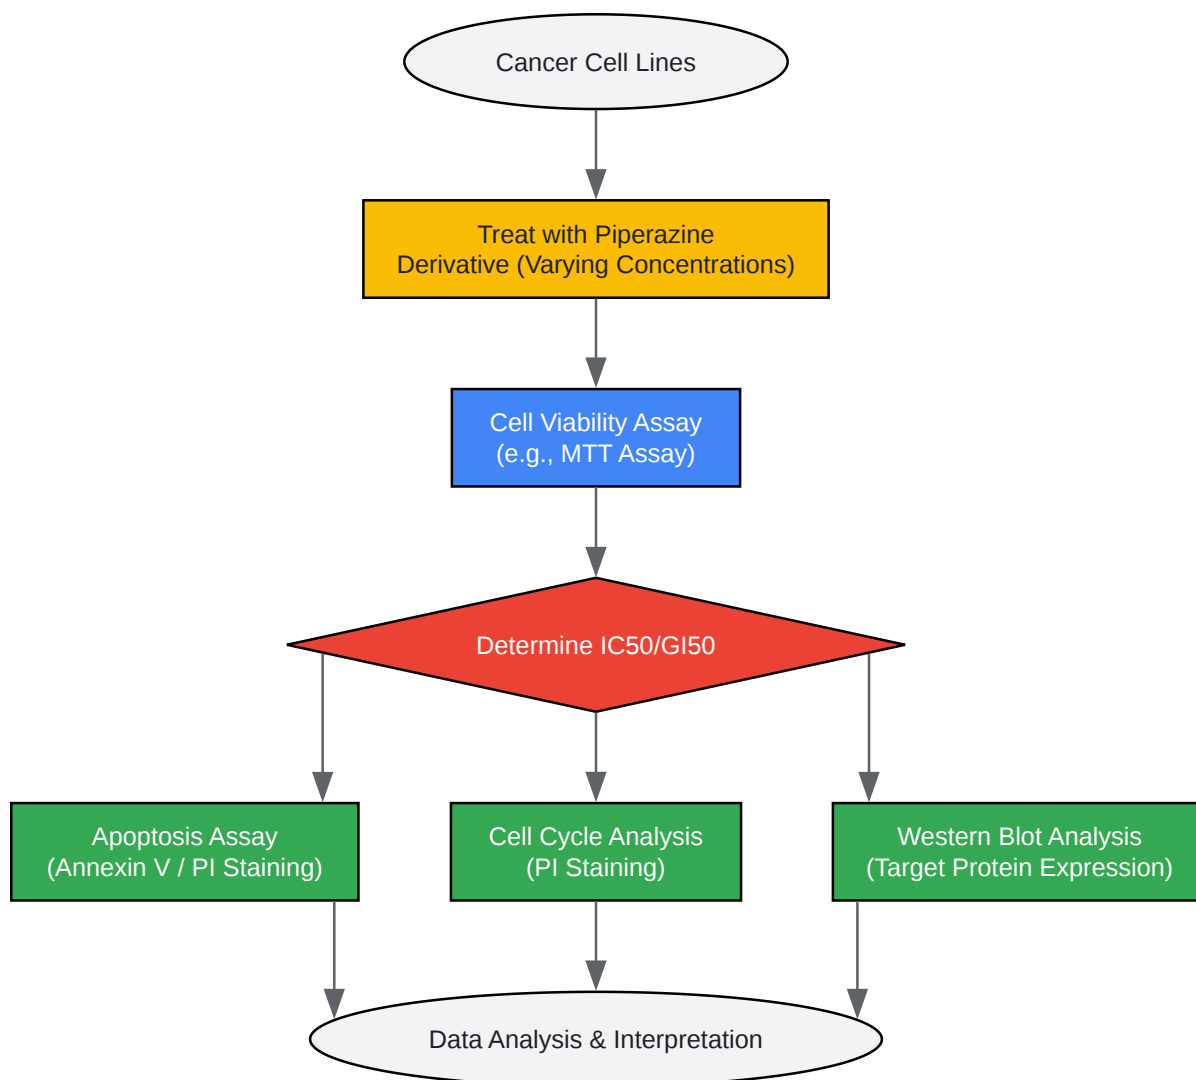 Cancer Cell Lines
Treat with Piperazine
Derivative (Varying Concentrations)
Cell Viability Assay
(e.g., MTT Assay)
Determine IC50/GI50
Apoptosis Assay
(Annexin V / PI Staining)
Cell Cycle Analysis
(PI Staining)
Western Blot Analysis
(Target Protein Expression)
Data Analysis & Interpretation